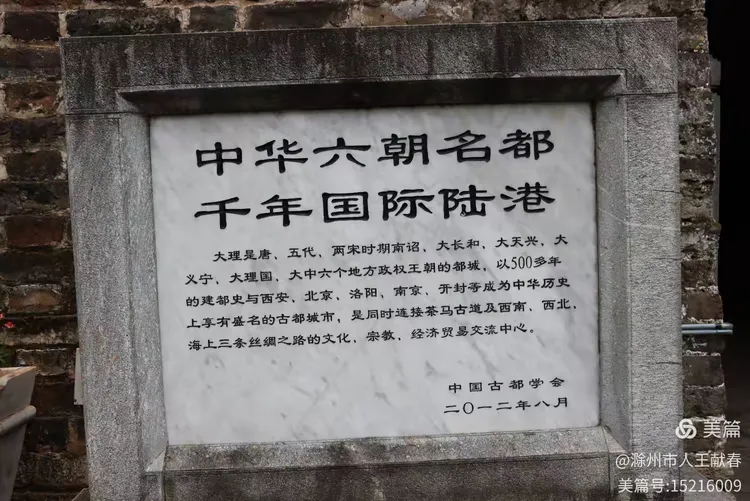 中华六朝名都
千年国际陆港
大理是唐、五代、两宋时期南诏、大长和、大天兴、大
义宁、大理国、大中六个地方政权王朝的都城，以500多年
的建都史与西安、北京、洛阳、南京、开封等成为中华历史
上享有盛名的古都城市，是同时连接茶马古道及西南、西北、
海上三条丝绸之路的文化、宗教、经济贸易交流中心。
中国古都学会
二〇一二年八月
美篇
@滁州市人王献春
美篇号:15216009